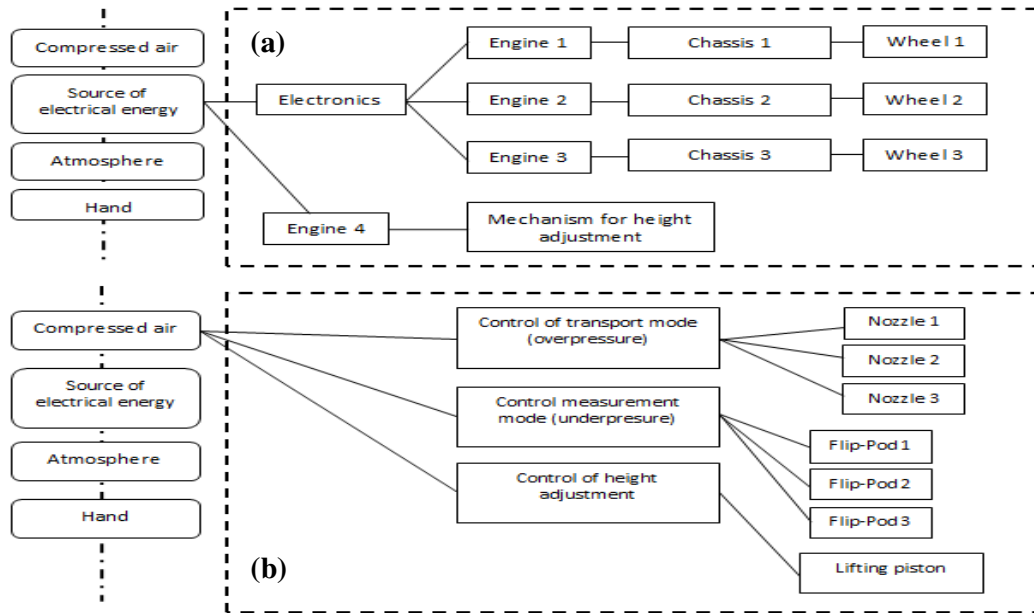 (a)
Compressed air
Source of
electrical energy
Atmosphere
Hand
Electronics
Engine 1
Chassis 1
Wheel 1
Engine 2
Chassis 2
Wheel 2
Engine 3
Chassis 3
Wheel 3
Engine 4
Mechanism for height
adjustment
Compressed air
Source of
electrical energy
Atmosphere
Hand
Control of transport mode
(overpressure)
Nozzle 1
Nozzle 2
Nozzle 3
Control measurement
mode (underpresure)
Flip-Pod 1
Flip-Pod 2
Flip-Pod 3
Control of height
adjustment
Lifting piston
(b)